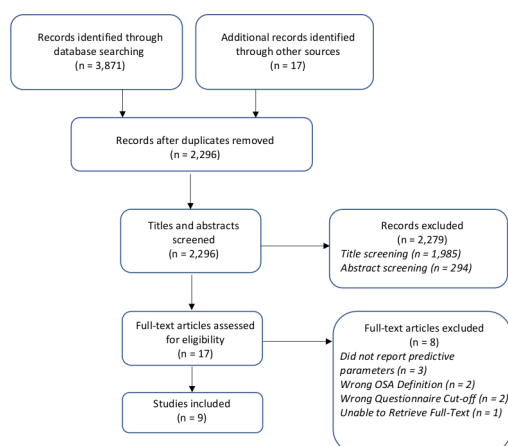 Records identified through
database searching
(n = 3,871)
Additional records identified
through other sources
(n = 17)
Records after duplicates removed
(n = 2,296)
Titles and abstracts
screened
(n = 2,296)
Records excluded
(n = 2,279)
Title screening (n = 1,985)
Abstract screening (n = 294)
Full-text articles assessed
for eligibility
(n = 17)
Full-text articles excluded
(n = 8)
Did not report predictive
parameters (n = 3)
Wrong OSA Definition (n = 2)
Wrong Questionnaire Cut-off (n = 2)
Unable to Retrieve Full-Text (n = 1)
Studies included
(n = 9)